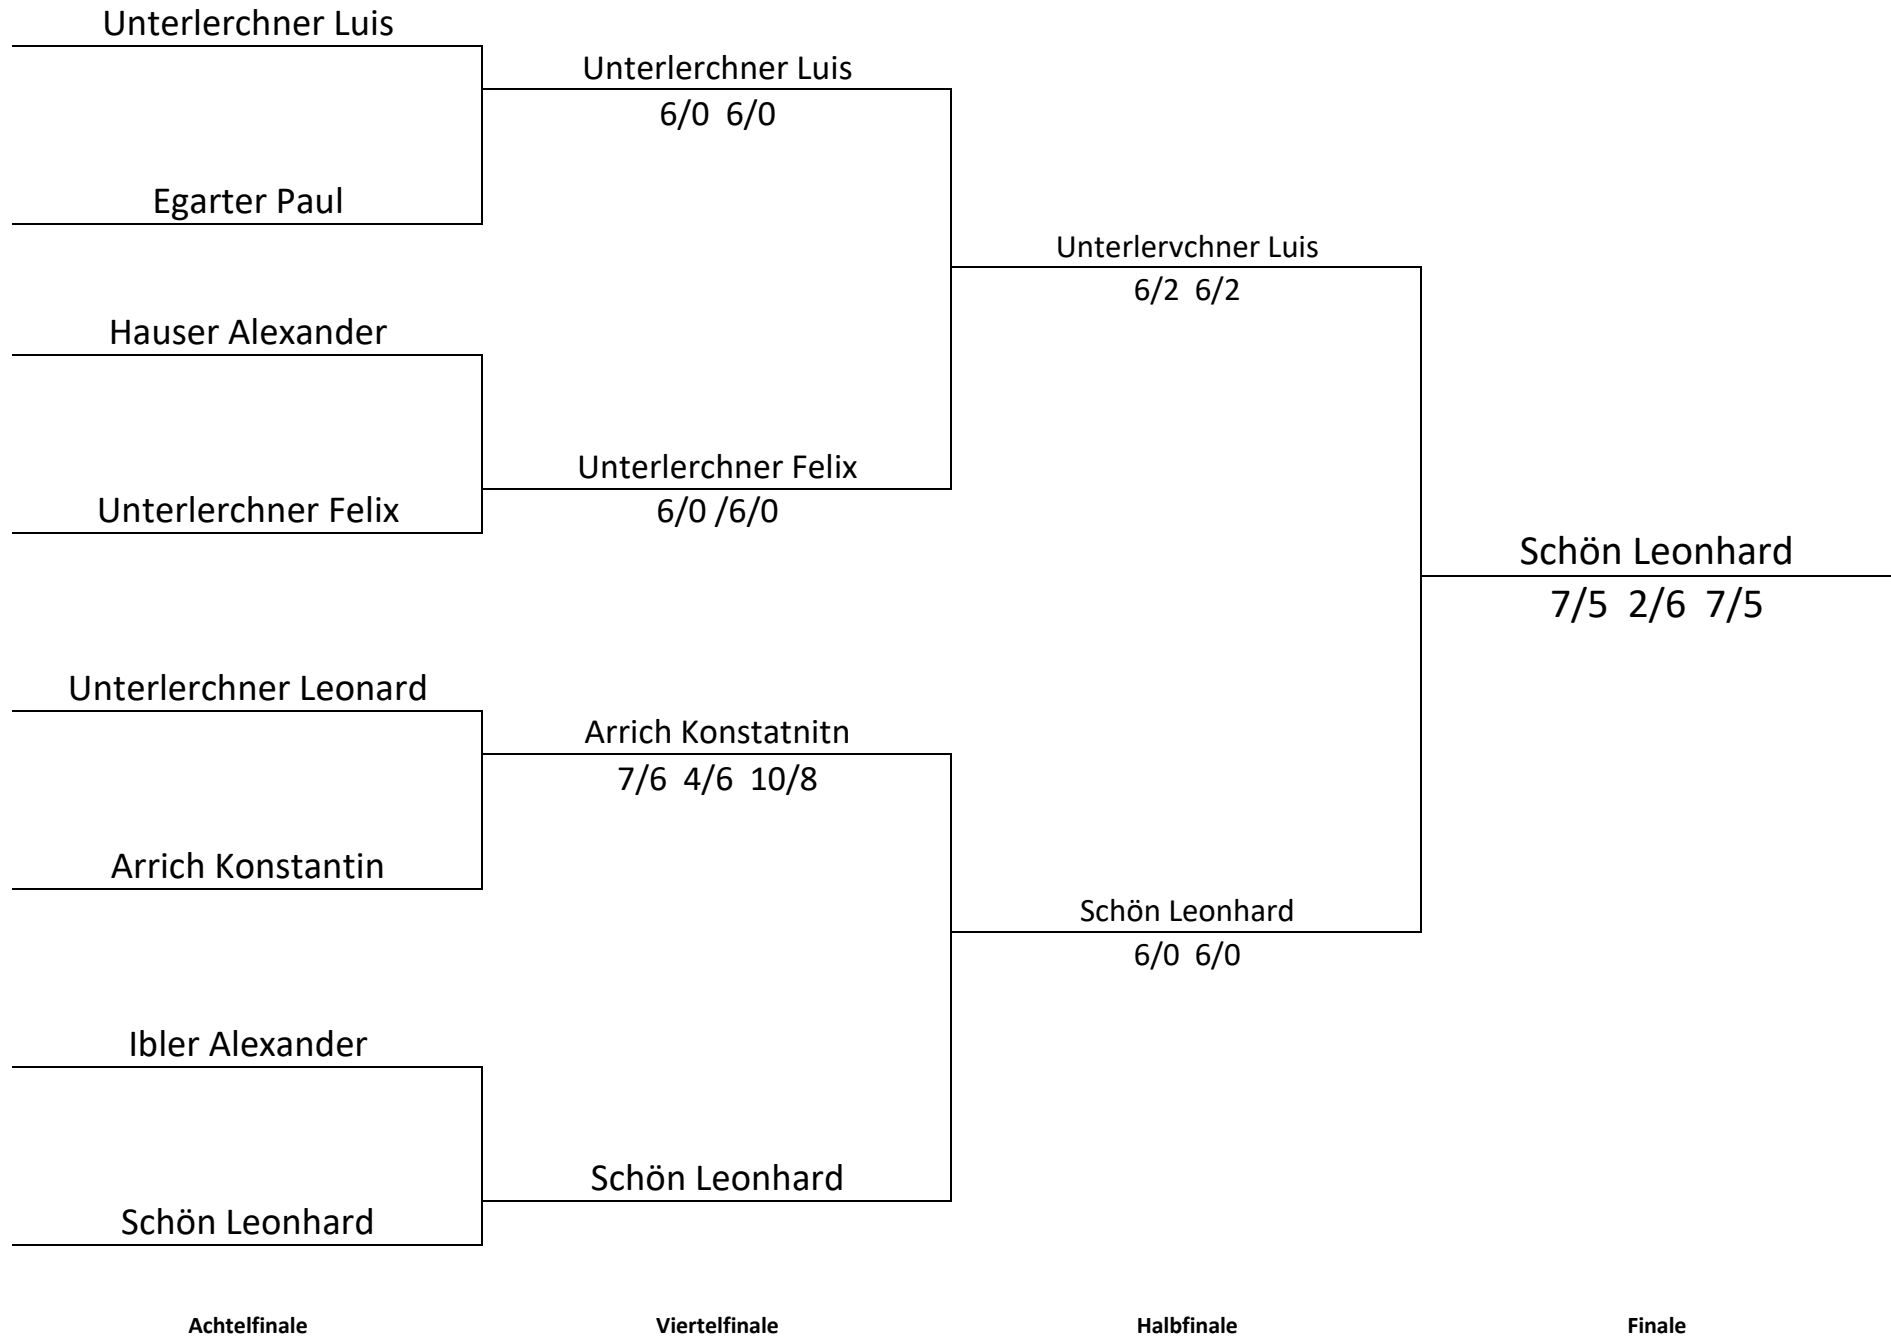 Unterlerchner Luis
Unterlerchner Luis
6/0 6/0
Egarter Paul
Unterlervchner Luis
6/2 6/2
Hauser Alexander
Unterlerchner Felix
6/0 /6/0
Unterlerchner Felix
Schön Leonhard
7/5 2/6 7/5
Unterlerchner Leonard
Arrich Konstatnitn
7/6 4/6 10/8
Arrich Konstantin
Schön Leonhard
6/0 6/0
Ibler Alexander
Schön Leonhard
Schön Leonhard
Achtelfinale Viertelfinale Halbfinale Finale